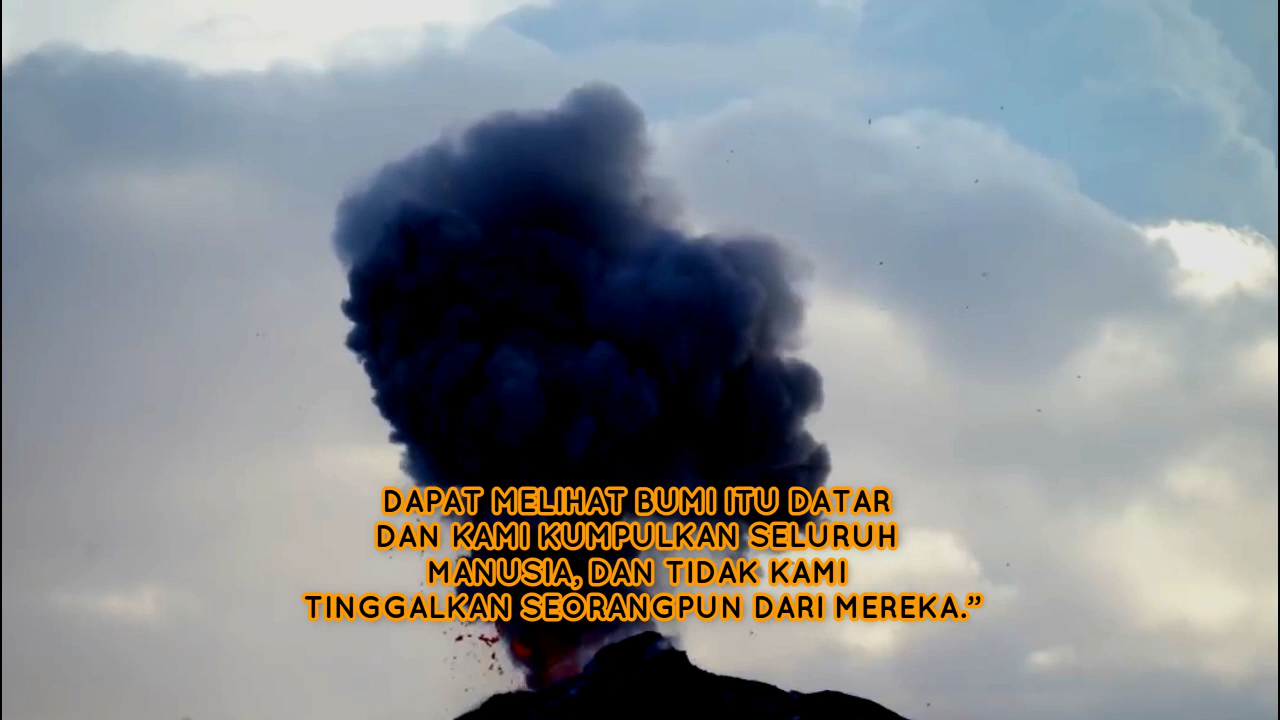 DAPAT MELIHAT BUMI ITU DATAR
DAN KAMI KUMPULKAN SELURUH
MANUSIA, DAN TIDAK KAMI
TINGGALKAN SEORANGPUN DARI MEREKA.”